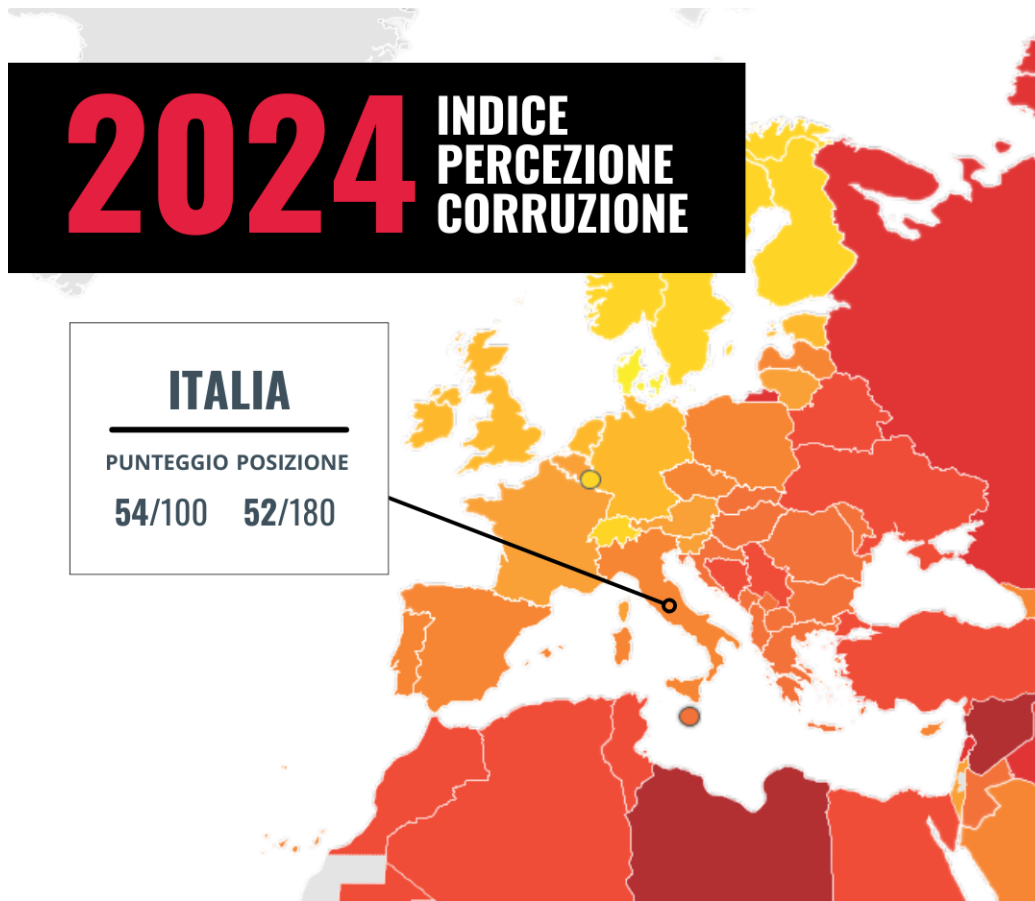 2024
INDICE
PERCEZIONE
CORRUZIONE
ITALIA
PUNTEGGIO POSIZIONE
54/100 52/180